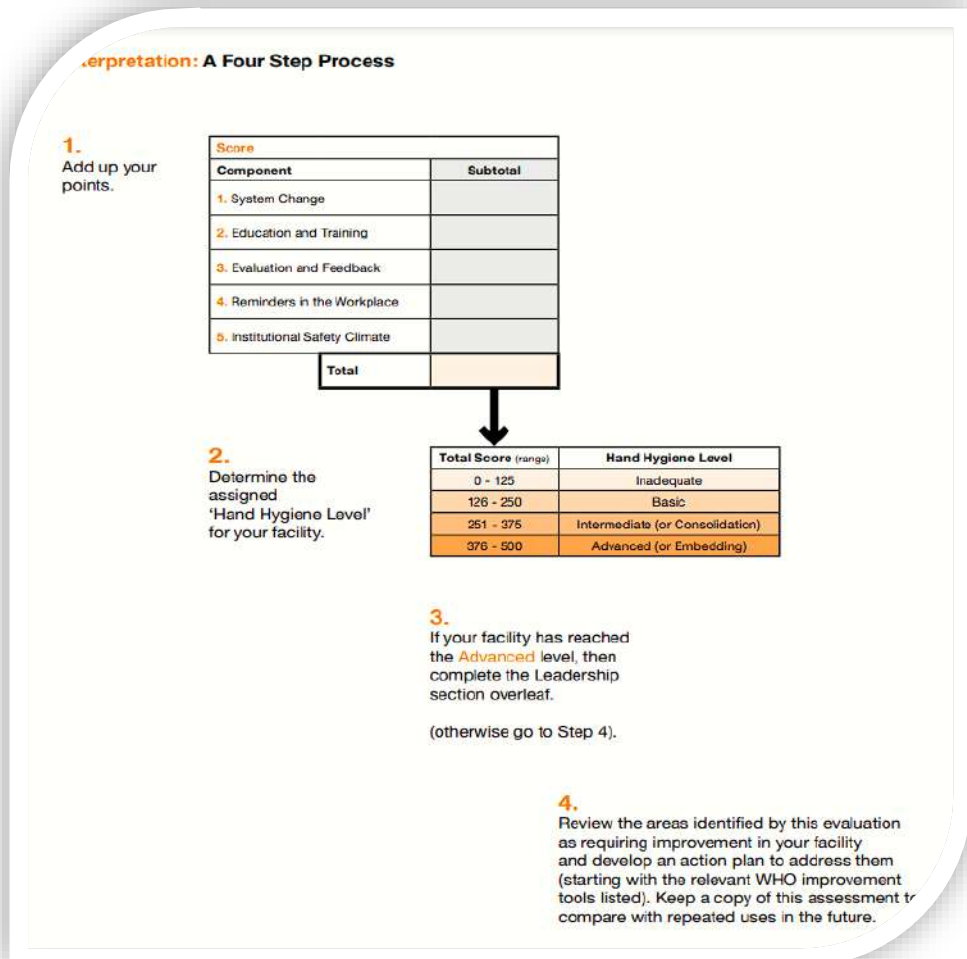 terpretation: A Four Step Process
1.
Add up your
points.
Score
Component Subtotal
1. System Change
2. Education and Training
3. Evaluation and Feedback
4. Reminders in the Workplace
5. Institutional Safety Climate
Total
2.
Determine the
assigned
‘Hand Hygiene Level’
for your facility.
Total Score (range) Hand Hygiene Level
0 - 125 Inadequate
126 - 250 Basic
251 - 375 Intermediate (or Consolidation)
376 - 500 Advanced (or Embedding)
3.
If your facility has reached
the Advanced level, then
complete the Leadership
section overleaf.
(otherwise go to Step 4).
4.
Review the areas identified by this evaluation
as requiring improvement in your facility
and develop an action plan to address them
(starting with the relevant WHO improvement
tools listed). Keep a copy of this assessment to
compare with repeated uses in the future.